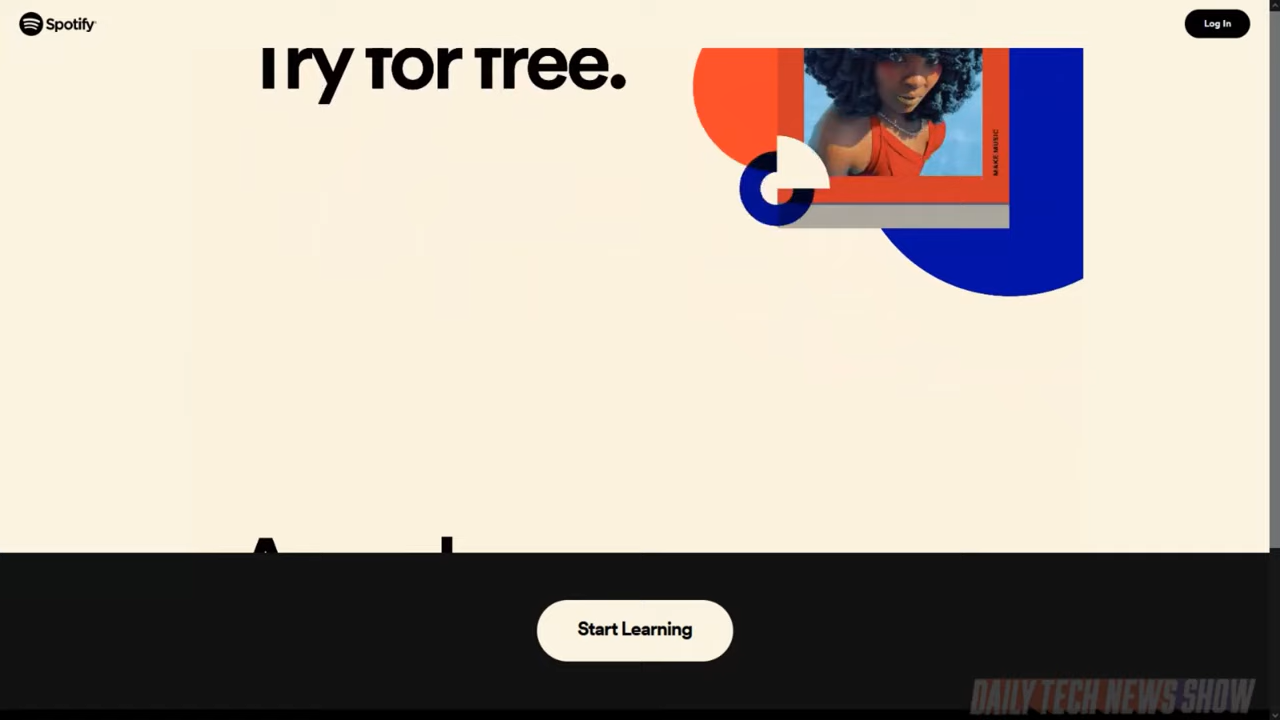 Spotify
Log In
Try for free.
MAKE MUSIC
Start Learning
DAILY TECH NEWS SHOW